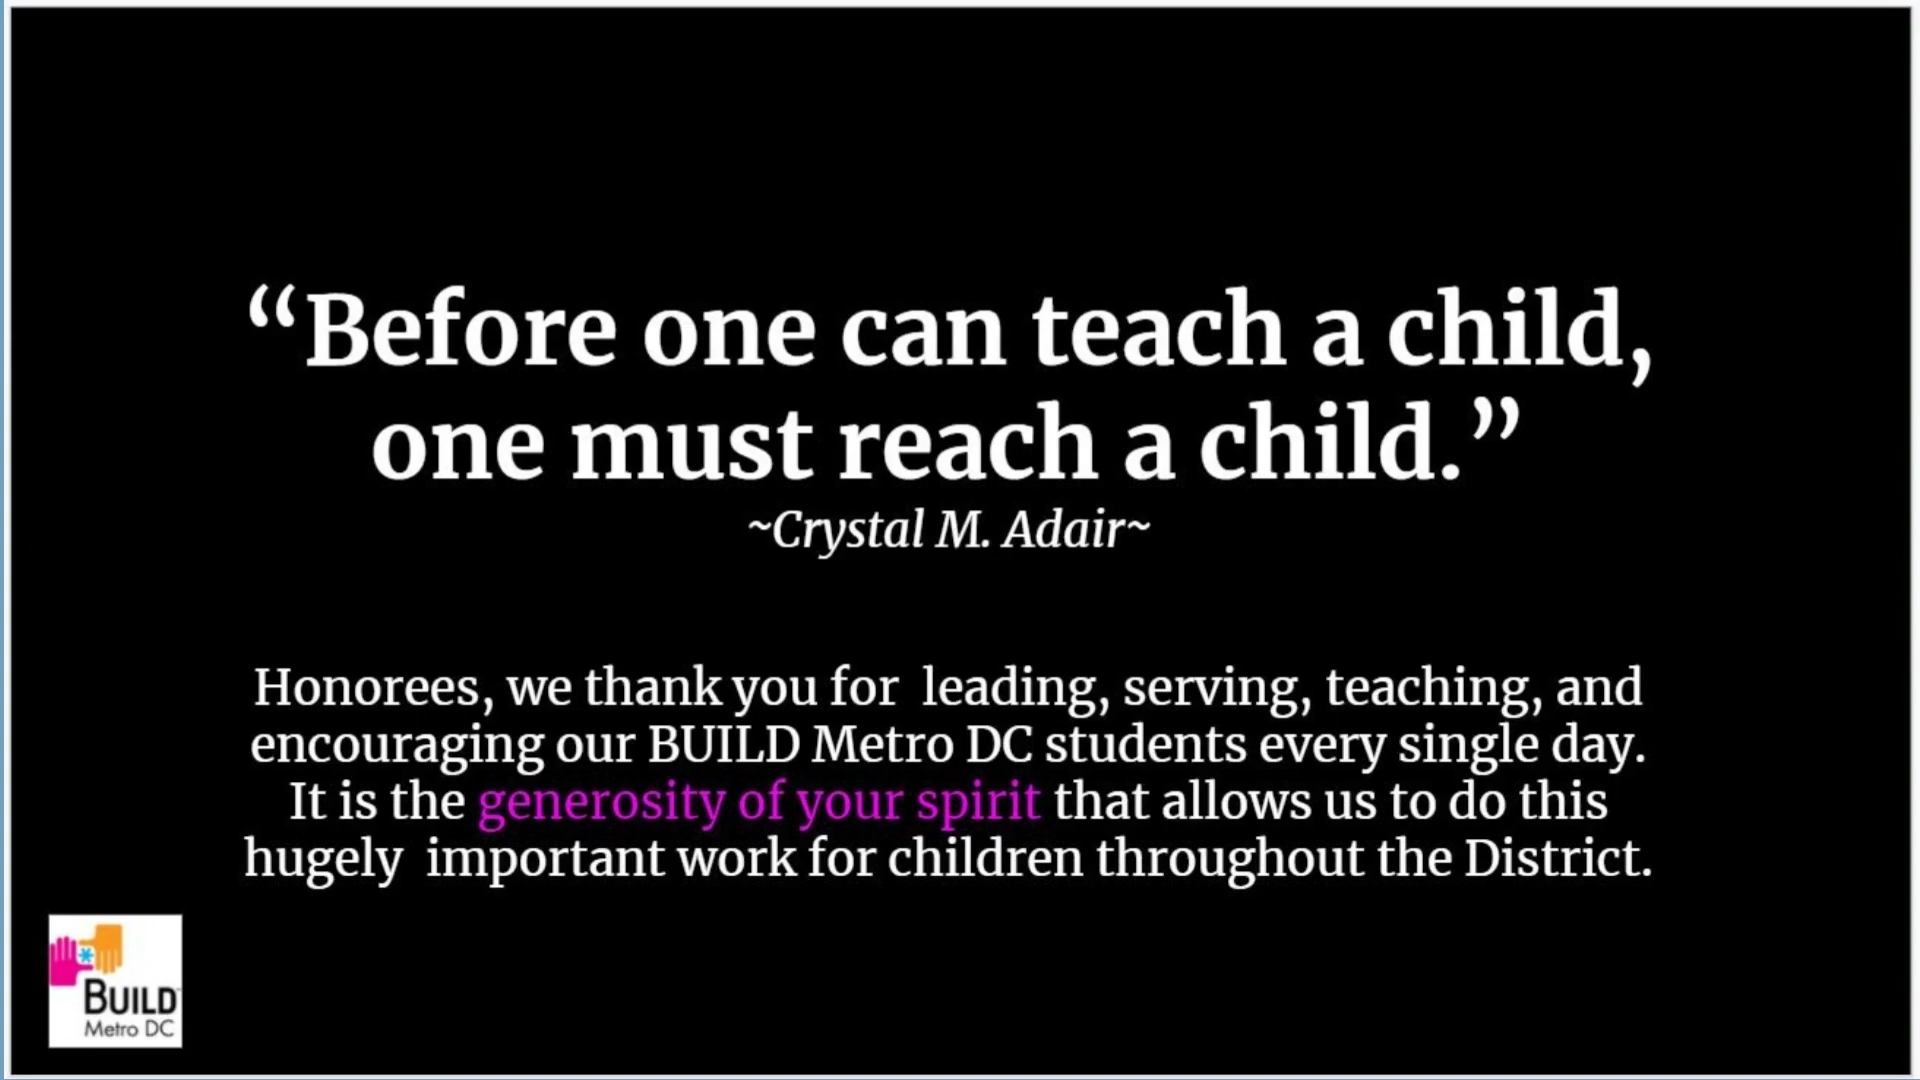 “Before one can teach a child,
one must reach a child.”
~Crystal M. Adair~
Honorees, we thank you for  leading, serving, teaching, and
encouraging our BUILD Metro DC students every single day.
It is the generosity of your spirit that allows us to do this
hugely  important work for children throughout the District.
BUILD
Metro DC